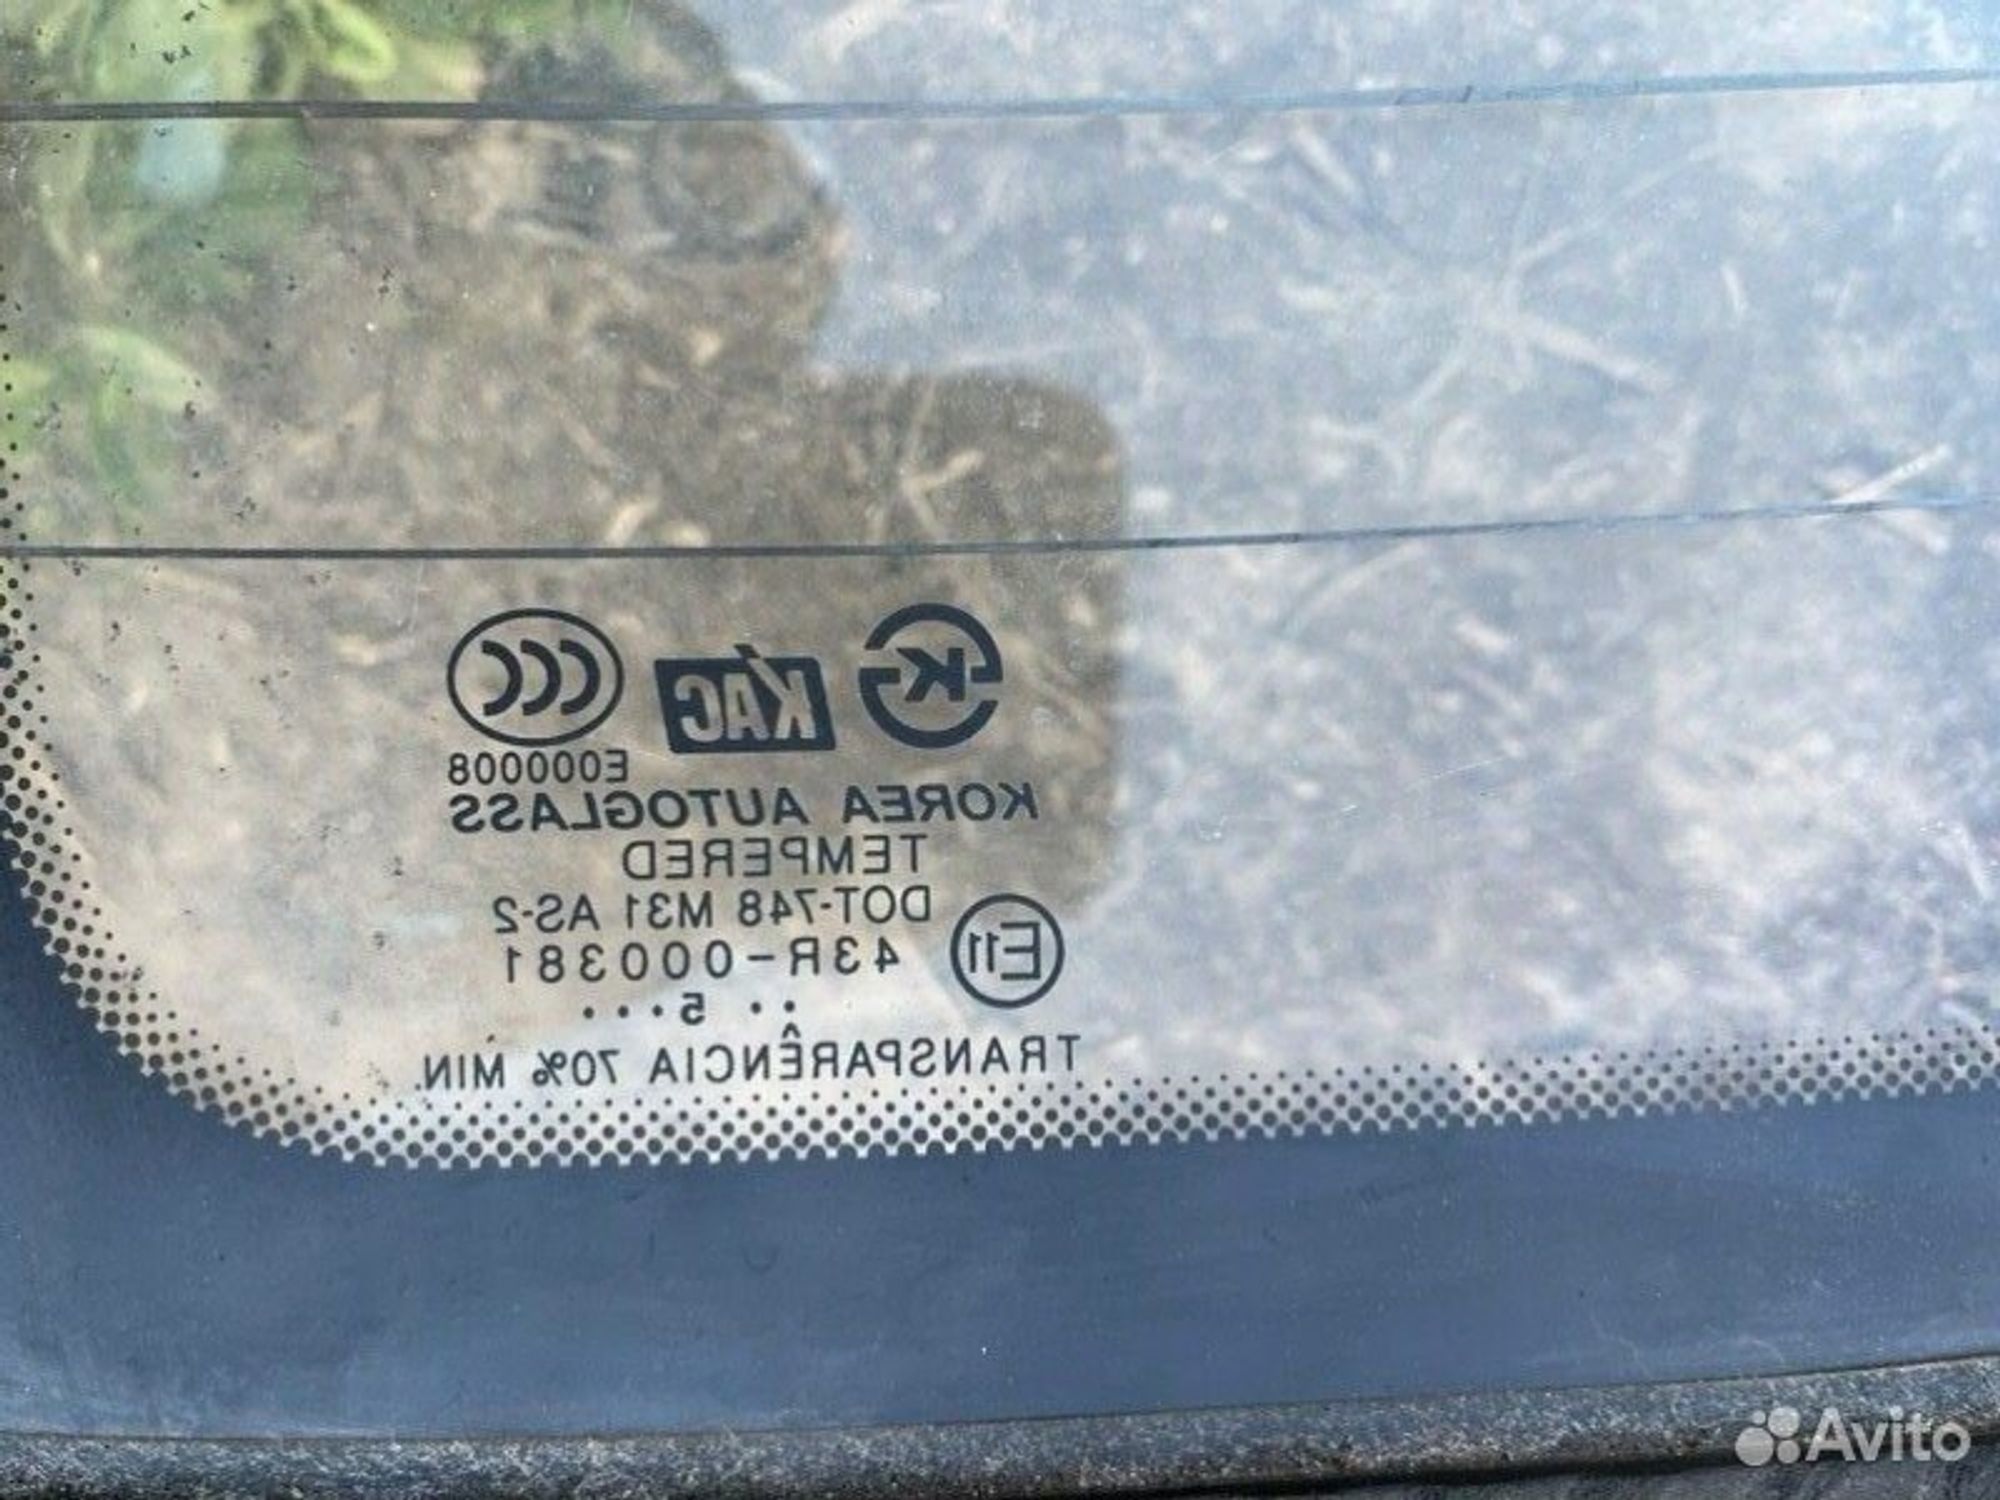 K KAC CCC
E000008
KOREA AUTOGLASS
TEMPERED
DOT-748 M31 AS-2
E11 43R-000381
•• 5 ••••
TRANSPARÊNCIA 70% MIN.
Avito